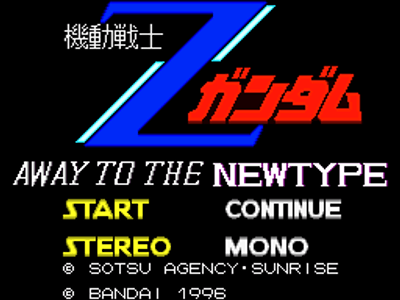 機動戦士
Z
ガンダム
AWAY TO THE NEWTYPE
START CONTINUE
STEREO MONO
© SOTSU AGENCY・SUNRISE
© BANDAI 1996